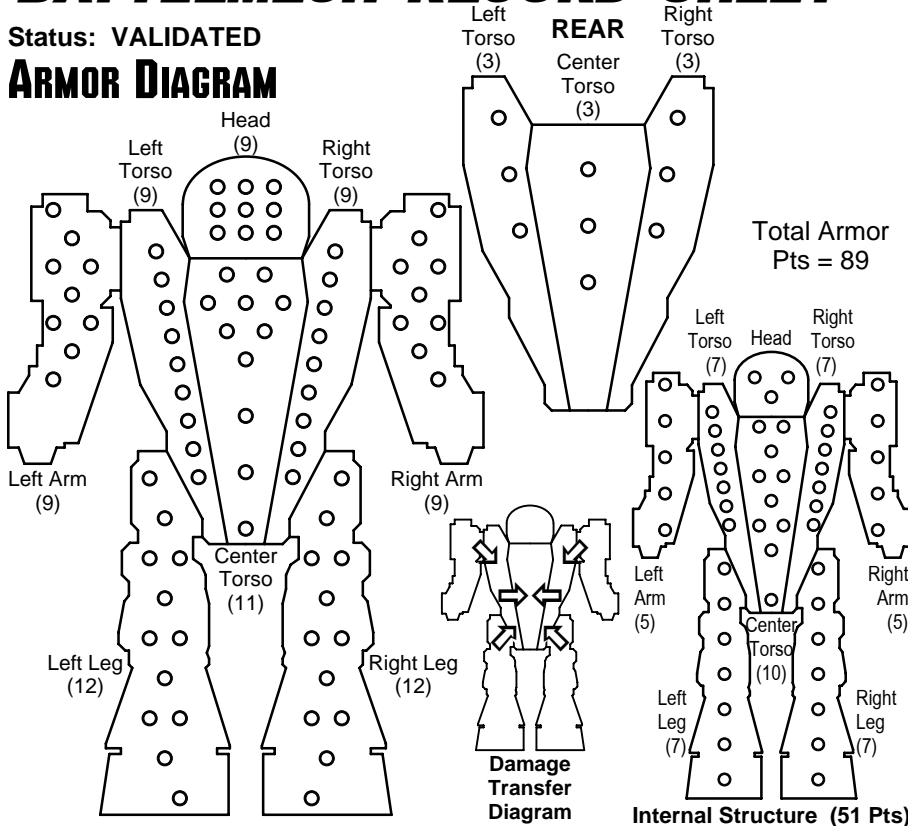 BATTLEMECH RECORD SHEET
Status: VALIDATED
ARMOR DIAGRAM
Left
Torso
(3)
REAR
Center
Torso
(3)
Right
Torso
(3)
Head
(9)
Left
Torso
(9)
Right
Torso
(9)
Total Armor
Pts = 89
Left Arm
(9)
Right Arm
(9)
Center
Torso
(11)
Left Leg
(12)
Right Leg
(12)
Damage
Transfer
Diagram
Left
Torso
(7)
Head
Right
Torso
(7)
Left
Arm
(5)
Right
Arm
(5)
Center
Torso
(10)
Left
Leg
(7)
Right
Leg
(7)
Internal Structure (51 Pts)